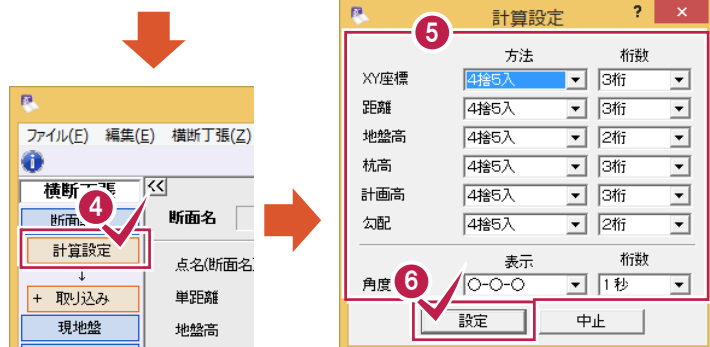 ファイル(F) 編集(E) 横断丁張(Z)
横断丁張
<<
4
断面
断面名
計算設定
↓
点名(断面名
+ 取り込み
単距離
現地盤
地盤高
計算設定
? ×
5
方法 桁数
XY座標 4捨5入 3桁
距離 4捨5入 3桁
地盤高 4捨5入 2桁
杭高 4捨5入 3桁
計画高 4捨5入 3桁
勾配 4捨5入 2桁
表示 桁数
角度 ○-○-○ 1秒
6
設定 中止